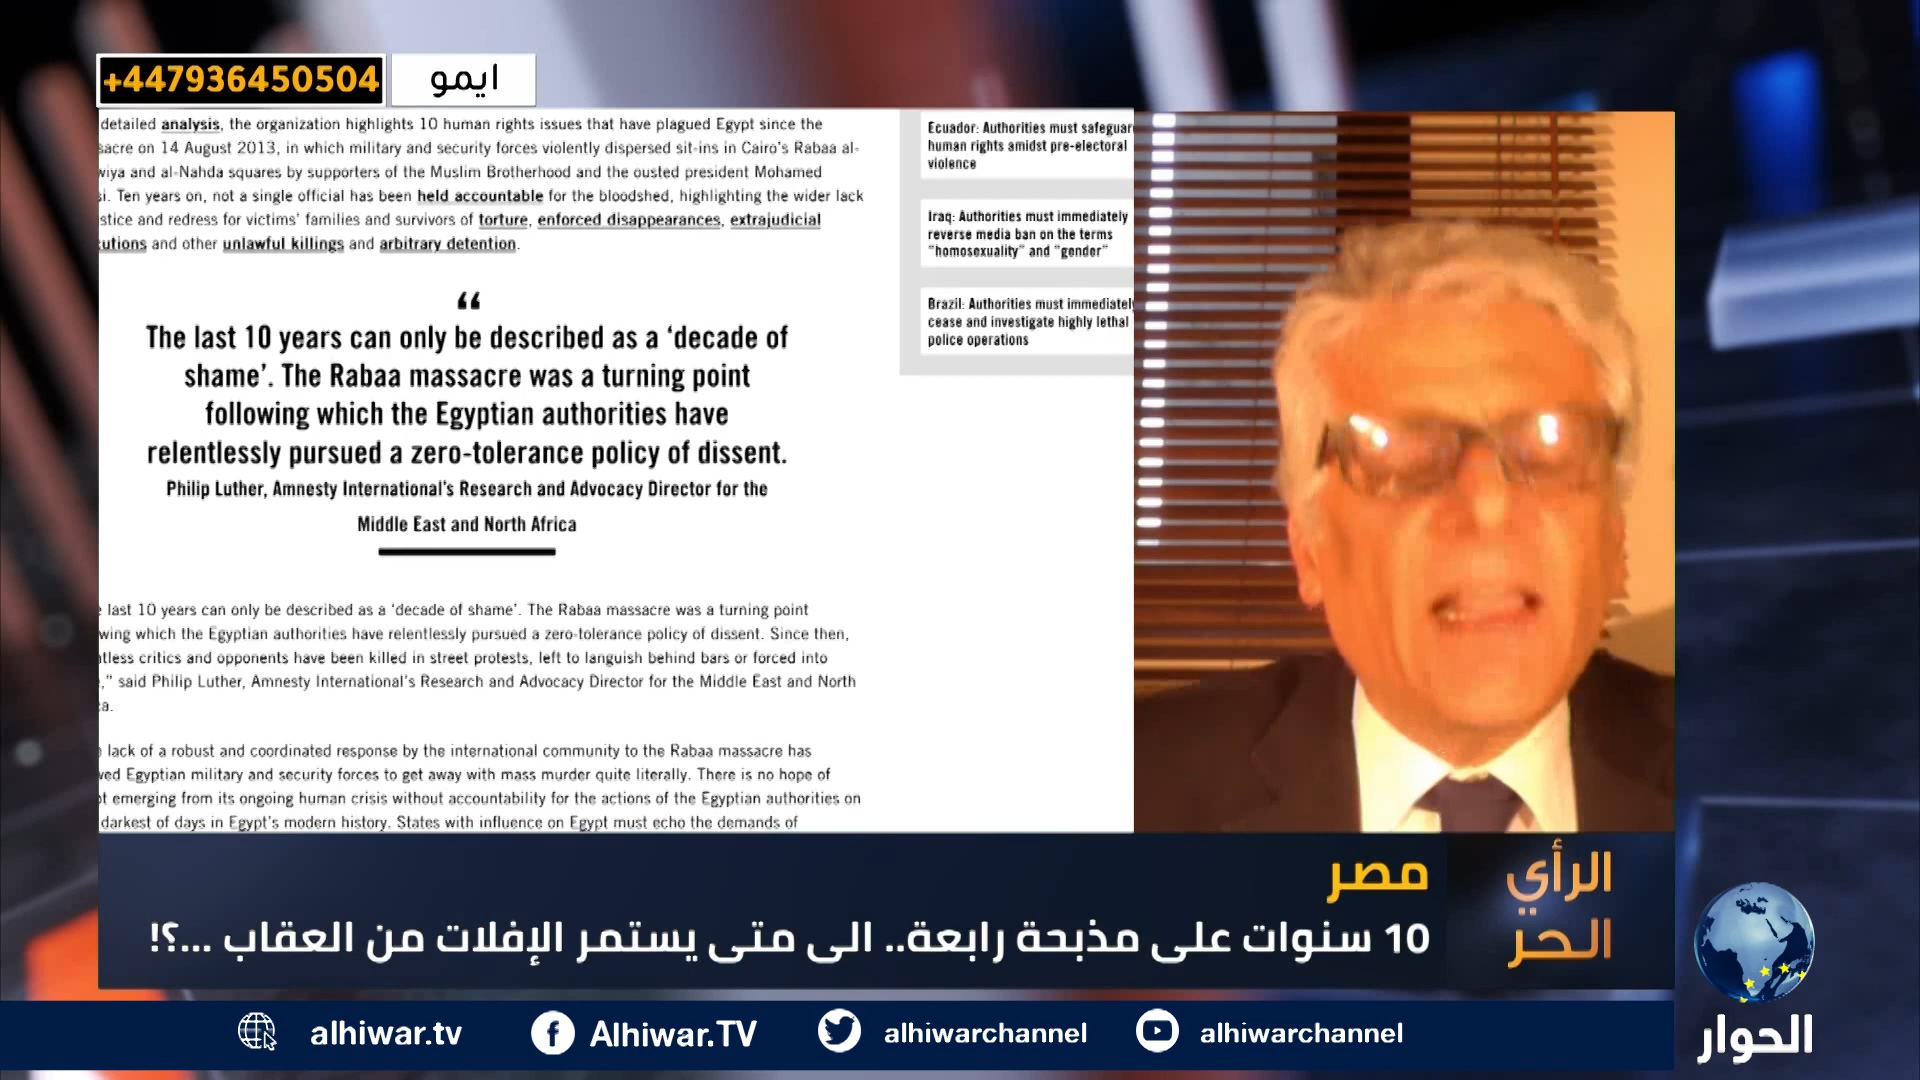 +447936450504
ايمو
detailed analysis, the organization highlights 10 human rights issues that have plagued Egypt since the
sacre on 14 August 2013, in which military and security forces violently dispersed sit-ins in Cairo's Rabaa al-
wiya and al-Nahda squares by supporters of the Muslim Brotherhood and the ousted president Mohamed
si. Ten years on, not a single official has been held accountable for the bloodshed, highlighting the wider lack
stice and redress for victims' families and survivors of torture, enforced disappearances, extrajudicial
cutions and other unlawful killings and arbitrary detention.
“
The last 10 years can only be described as a ‘decade of
shame’. The Rabaa massacre was a turning point
following which the Egyptian authorities have
relentlessly pursued a zero-tolerance policy of dissent.
Philip Luther, Amnesty International's Research and Advocacy Director for the
Middle East and North Africa
last 10 years can only be described as a ‘decade of shame’. The Rabaa massacre was a turning point
wing which the Egyptian authorities have relentlessly pursued a zero-tolerance policy of dissent. Since then,
tless critics and opponents have been killed in street protests, left to languish behind bars or forced into
,” said Philip Luther, Amnesty International's Research and Advocacy Director for the Middle East and North
a.
lack of a robust and coordinated response by the international community to the Rabaa massacre has
ved Egyptian military and security forces to get away with mass murder quite literally. There is no hope of
t emerging from its ongoing human crisis without accountability for the actions of the Egyptian authorities on
darkest of days in Egypt's modern history. States with influence on Egypt must echo the demands of
Ecuador: Authorities must safeguar
human rights amidst pre-electoral
violence
Iraq: Authorities must immediately
reverse media ban on the terms
“homosexuality” and “gender”
Brazil: Authorities must immediately
cease and investigate highly lethal
police operations
الرأي
الحر
مصر
10 سنوات على مذبحة رابعة.. الى متى يستمر الإفلات من العقاب ...؟!
alhiwar.tv
Alhiwar.TV
alhiwarchannel
alhiwarchannel
الحوار